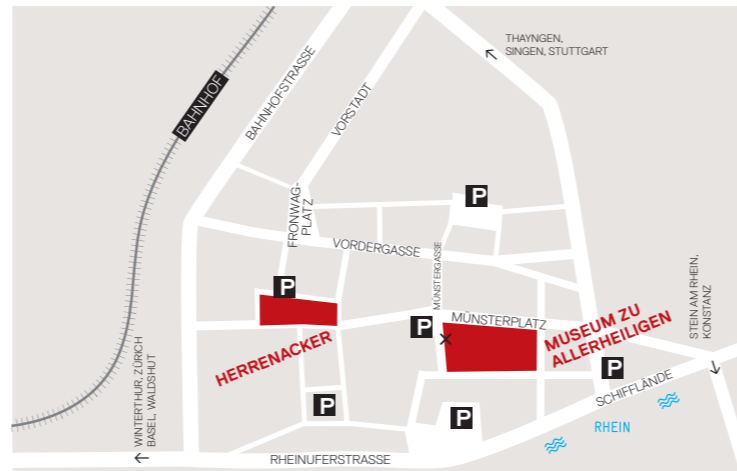 THAYNGEN,
SINGEN, STUTTGART
BAHNHOF
BAHNHOFSTRASSE
VORSTADT
P
FRONWAG-
PLATZ
VORDERGASSE
MÜNSTERGASSE
STEIN AM RHEIN,
KONSTANZ
P
P
MÜNSTERPLATZ
HERRENACKER
MUSEUM ZU
ALLERHEILIGEN
P
WINTERTHUR, ZÜRICH
BASEL, WALDSHUT
P
P
SCHIFFLÄNDE
RHEIN
RHEINUFERSTRASSE